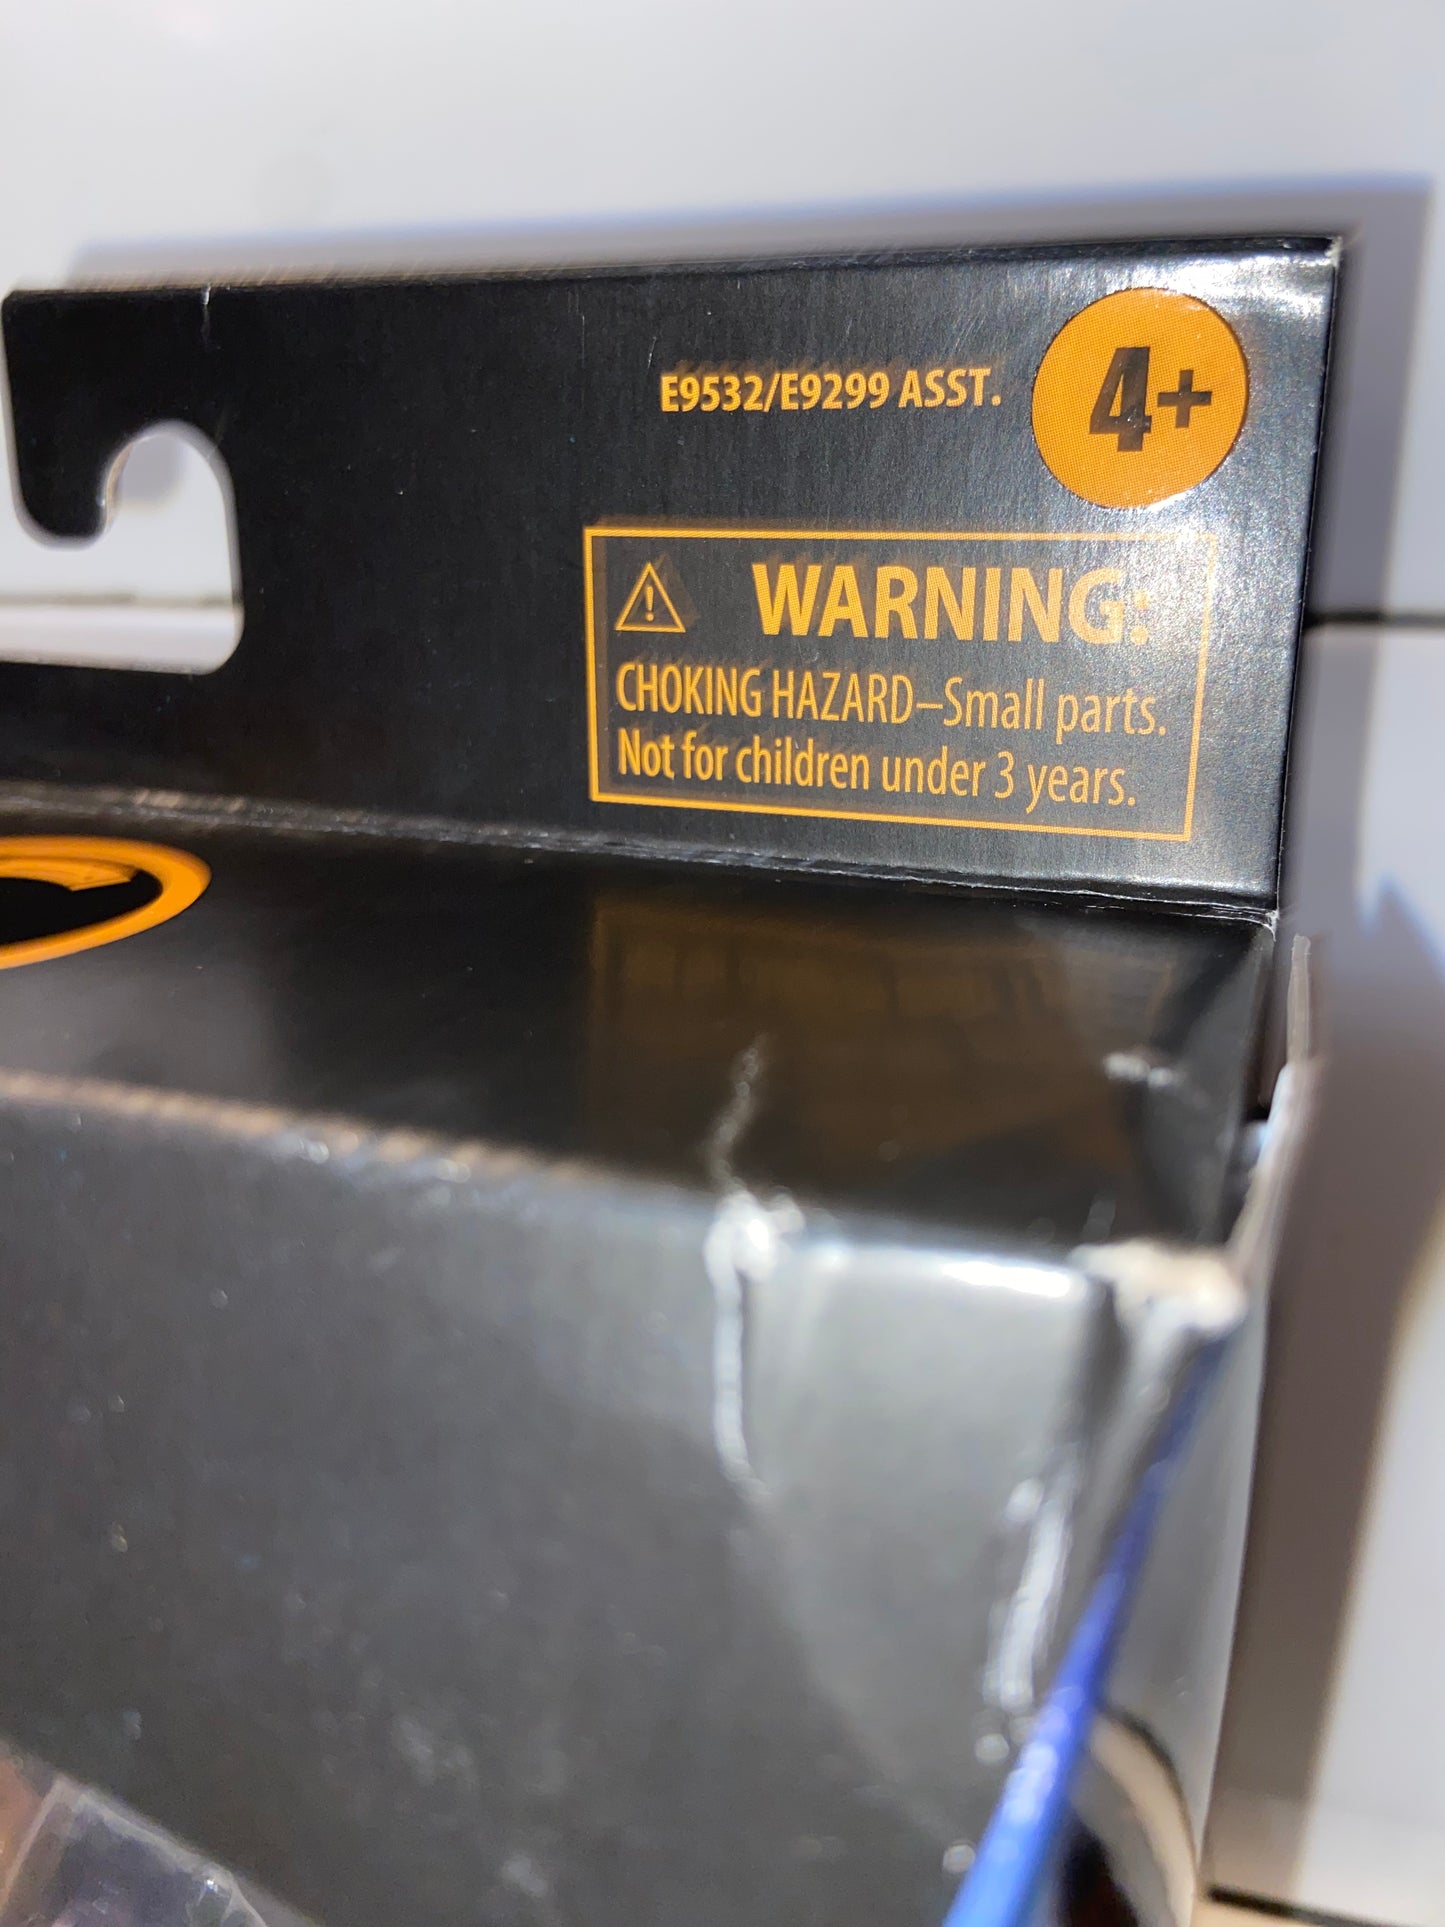 E9532/E9299 ASST.
4+
WARNING:
CHOKING HAZARD–Small parts.
Not for children under 3 years.